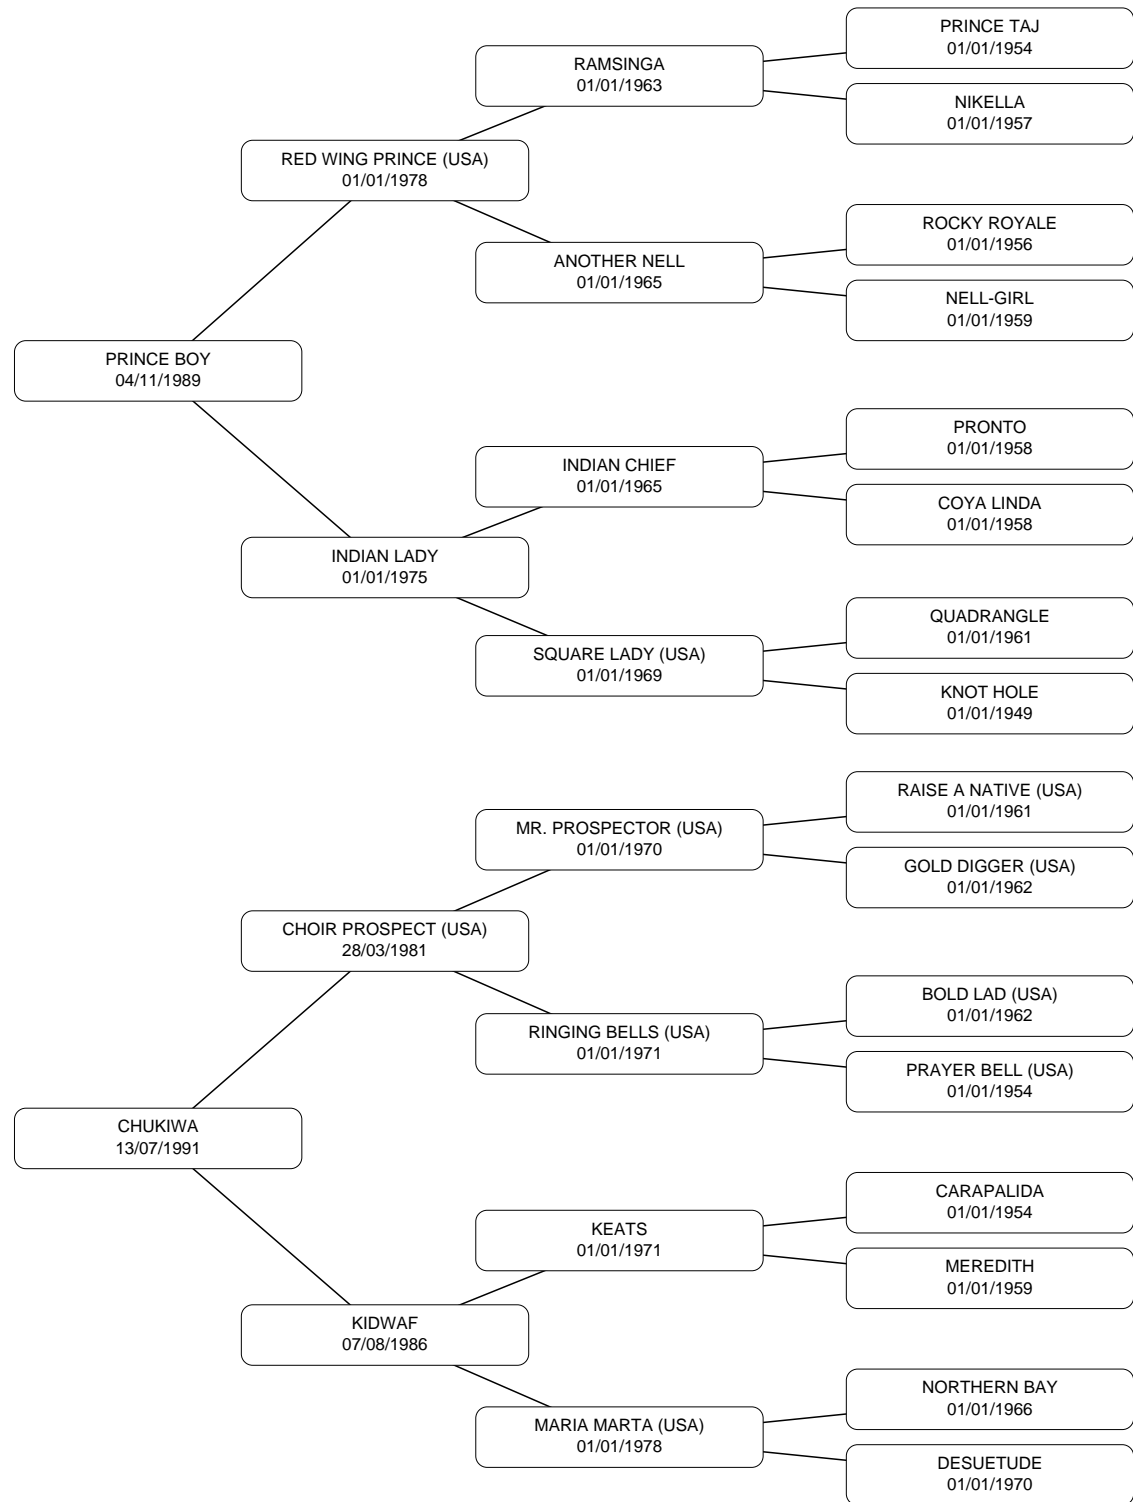 PRINCE TAJ
01/01/1954
RAMSINGA
01/01/1963
NIKELLA
01/01/1957
RED WING PRINCE (USA)
01/01/1978
ROCKY ROYALE
01/01/1956
ANOTHER NELL
01/01/1965
NELL-GIRL
01/01/1959
PRINCE BOY
04/11/1989
PRONTO
01/01/1958
INDIAN CHIEF
01/01/1965
COYA LINDA
01/01/1958
INDIAN LADY
01/01/1975
QUADRANGLE
01/01/1961
SQUARE LADY (USA)
01/01/1969
KNOT HOLE
01/01/1949
RAISE A NATIVE (USA)
01/01/1961
MR. PROSPECTOR (USA)
01/01/1970
GOLD DIGGER (USA)
01/01/1962
CHOIR PROSPECT (USA)
28/03/1981
BOLD LAD (USA)
01/01/1962
RINGING BELLS (USA)
01/01/1971
PRAYER BELL (USA)
01/01/1954
CHUKIWA
13/07/1991
CARAPALIDA
01/01/1954
KEATS
01/01/1971
MEREDITH
01/01/1959
KIDWAF
07/08/1986
NORTHERN BAY
01/01/1966
MARIA MARTA (USA)
01/01/1978
DESUETUDE
01/01/1970